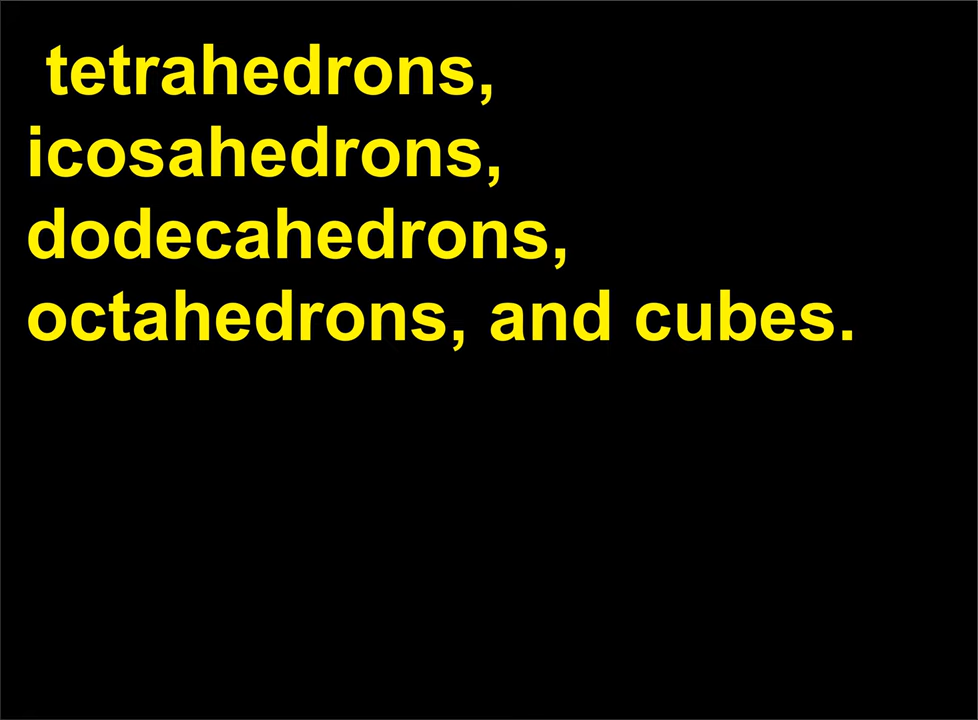 tetrahedrons,
icosahedrons,
dodecahedrons,
octahedrons, and cubes.